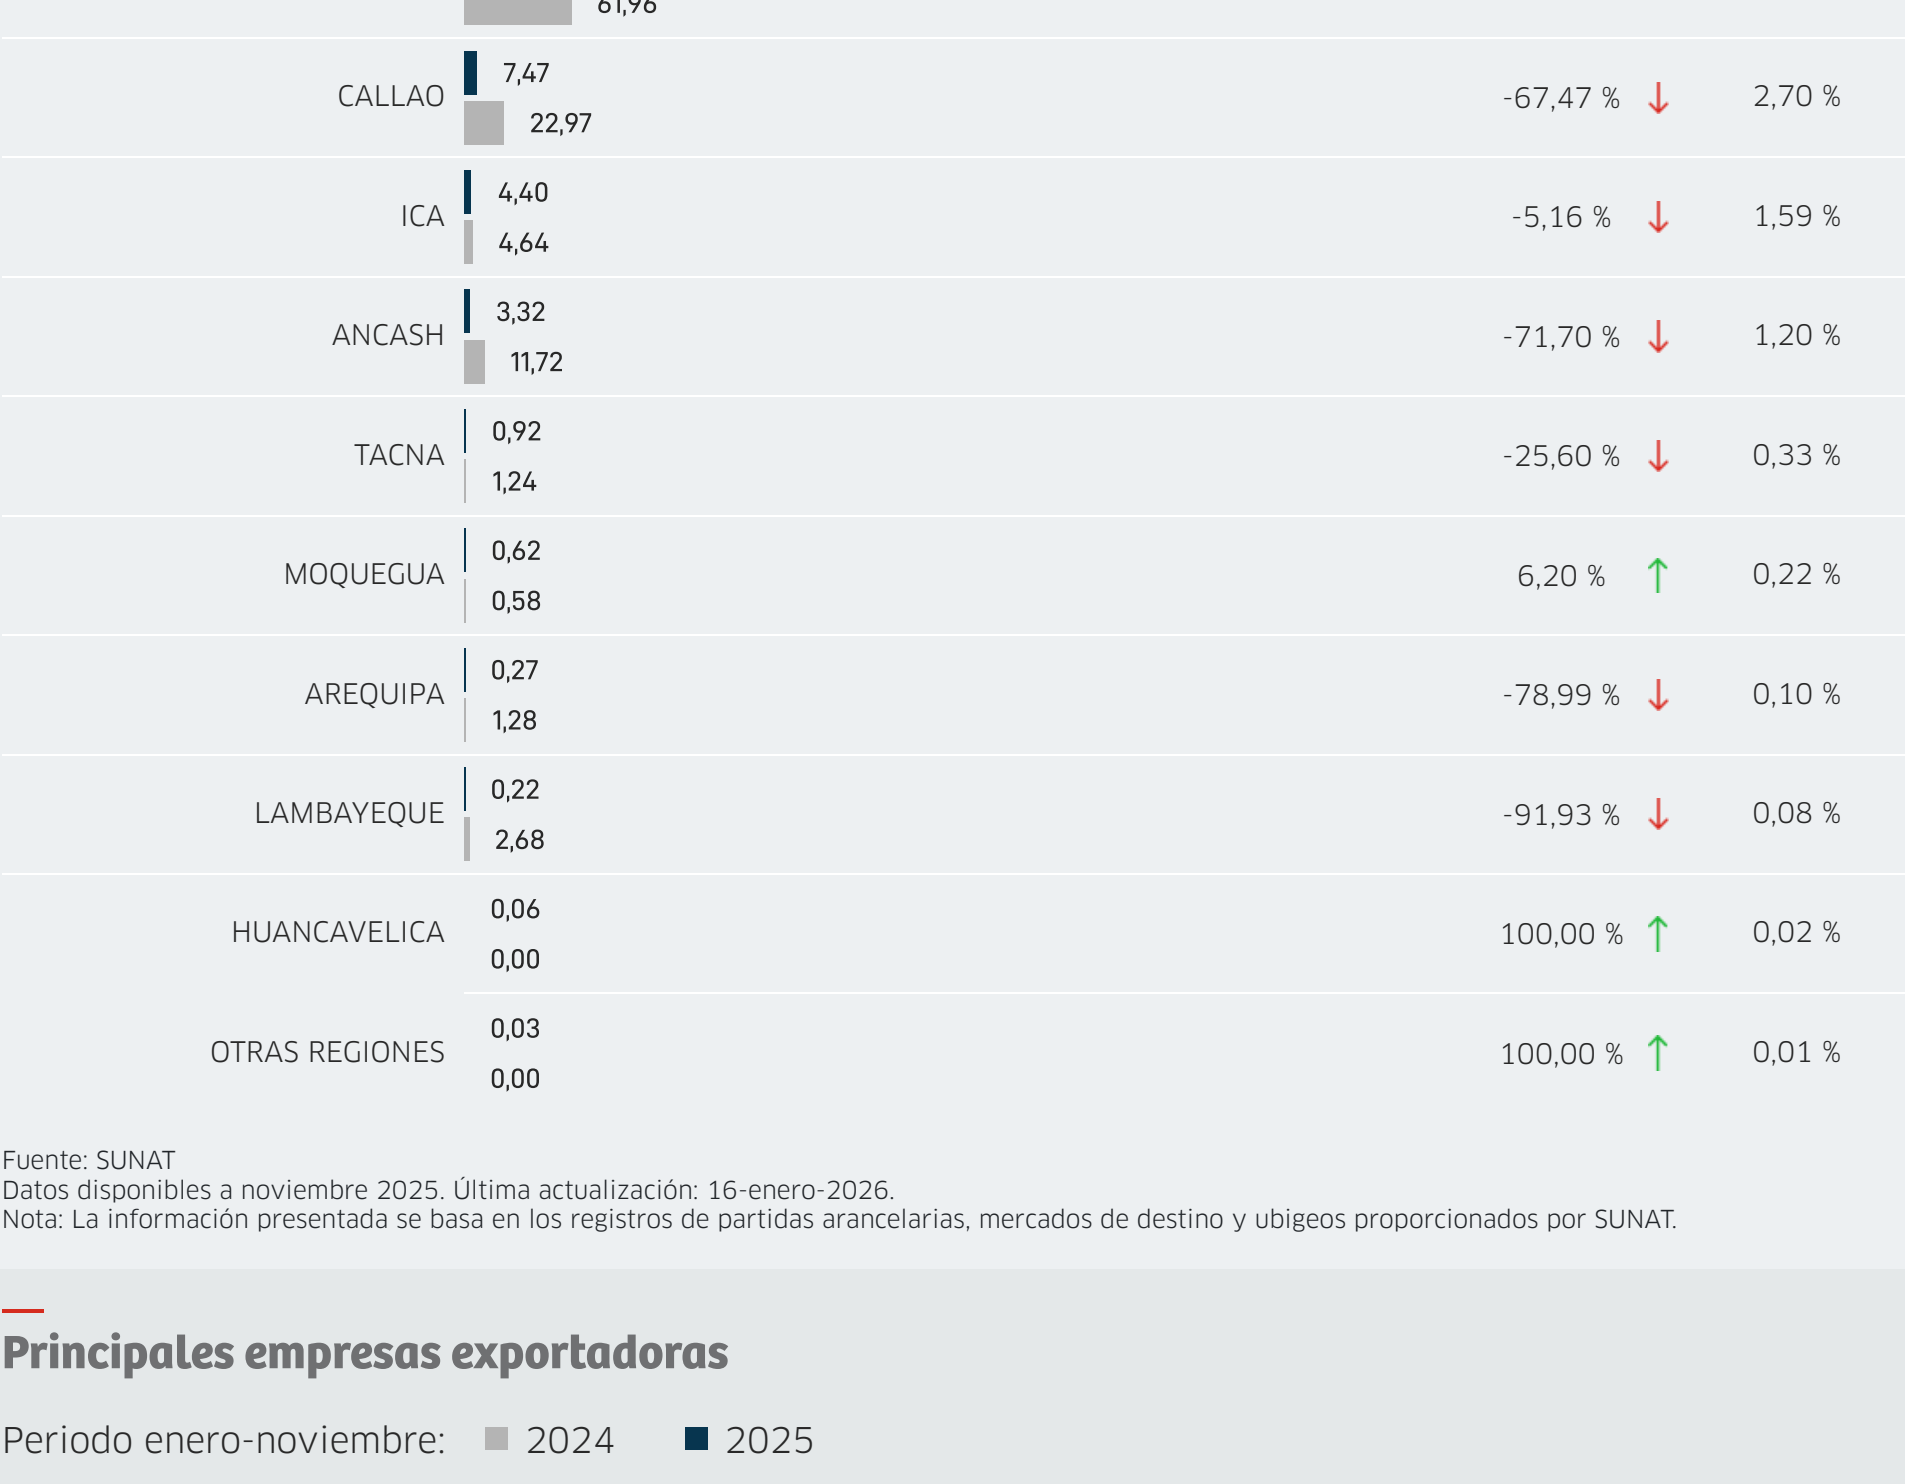 61,96
CALLAO
7,47
22,97
-67,47 %
2,70 %
ICA
4,40
4,64
-5,16 %
1,59 %
ANCASH
3,32
11,72
-71,70 %
1,20 %
TACNA
0,92
1,24
-25,60 %
0,33 %
MOQUEGUA
0,62
0,58
6,20 %
0,22 %
AREQUIPA
0,27
1,28
-78,99 %
0,10 %
LAMBAYEQUE
0,22
2,68
-91,93 %
0,08 %
HUANCAVELICA
0,06
0,00
100,00 %
0,02 %
OTRAS REGIONES
0,03
0,00
100,00 %
0,01 %
Fuente: SUNAT
Datos disponibles a noviembre 2025. Última actualización: 16-enero-2026.
Nota: La información presentada se basa en los registros de partidas arancelarias, mercados de destino y ubigeos proporcionados por SUNAT.
Principales empresas exportadoras
Periodo enero-noviembre: 2024 2025